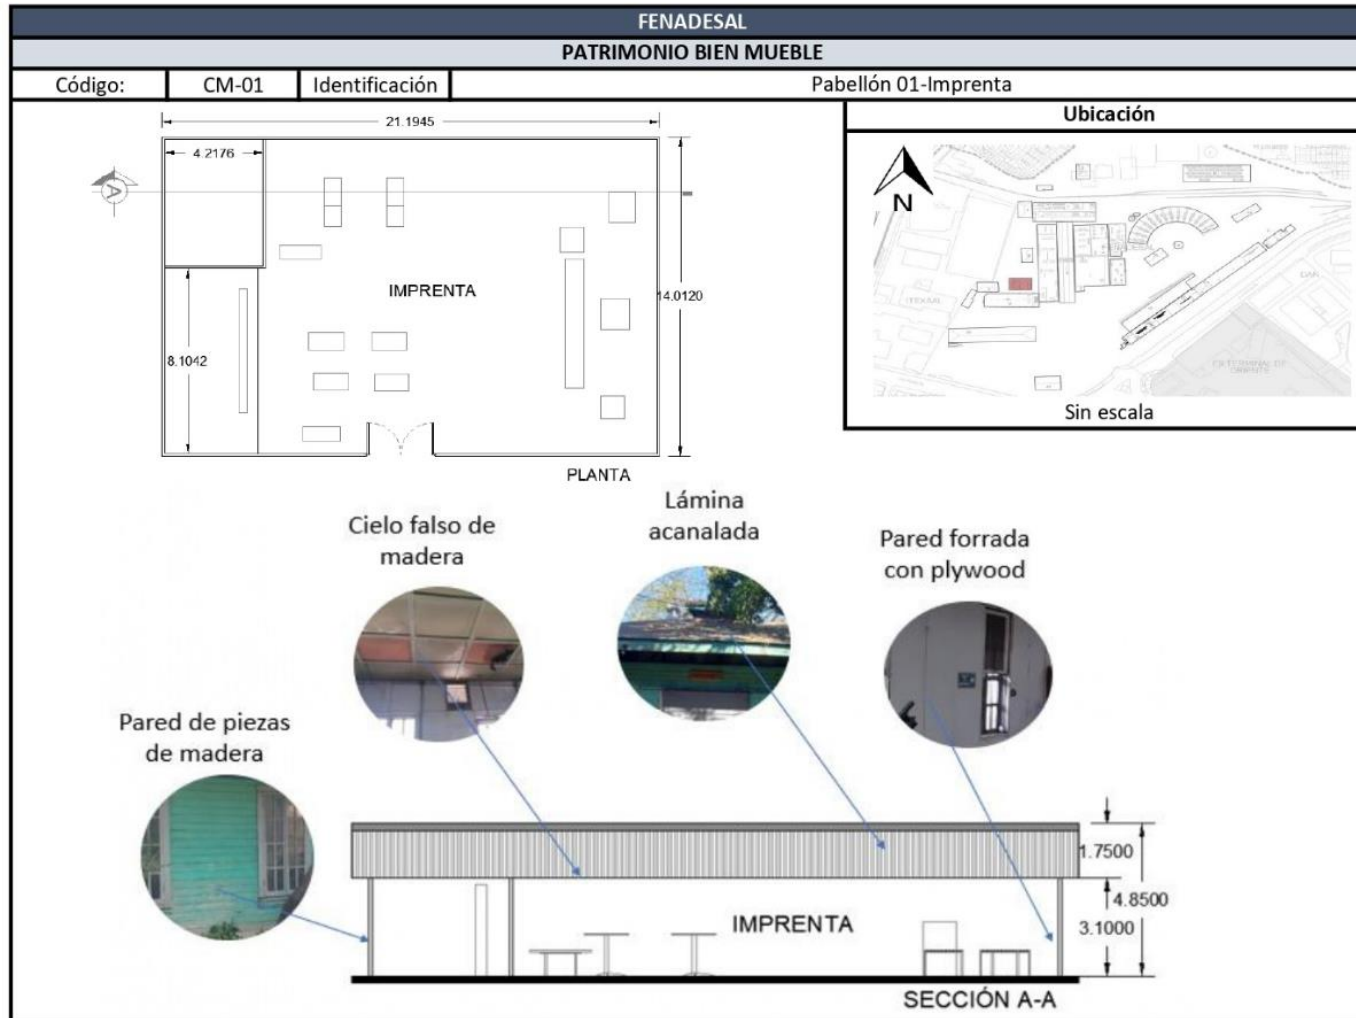 FENADESAL
PATRIMONIO BIEN MUEBLE
Código: CM-01 Identificación Pabellón 01-Imprenta
Ubicación
21.1945
4.2176
A
N
IMPRENTA
14.0120
8.1042
PLANTA
Sin escala
Cielo falso de
madera
Lámina
acanalada
Pared forrada
con plywood
Pared de piezas
de madera
1.7500
4.8500
3.1000
IMPRENTA
SECCIÓN A-A